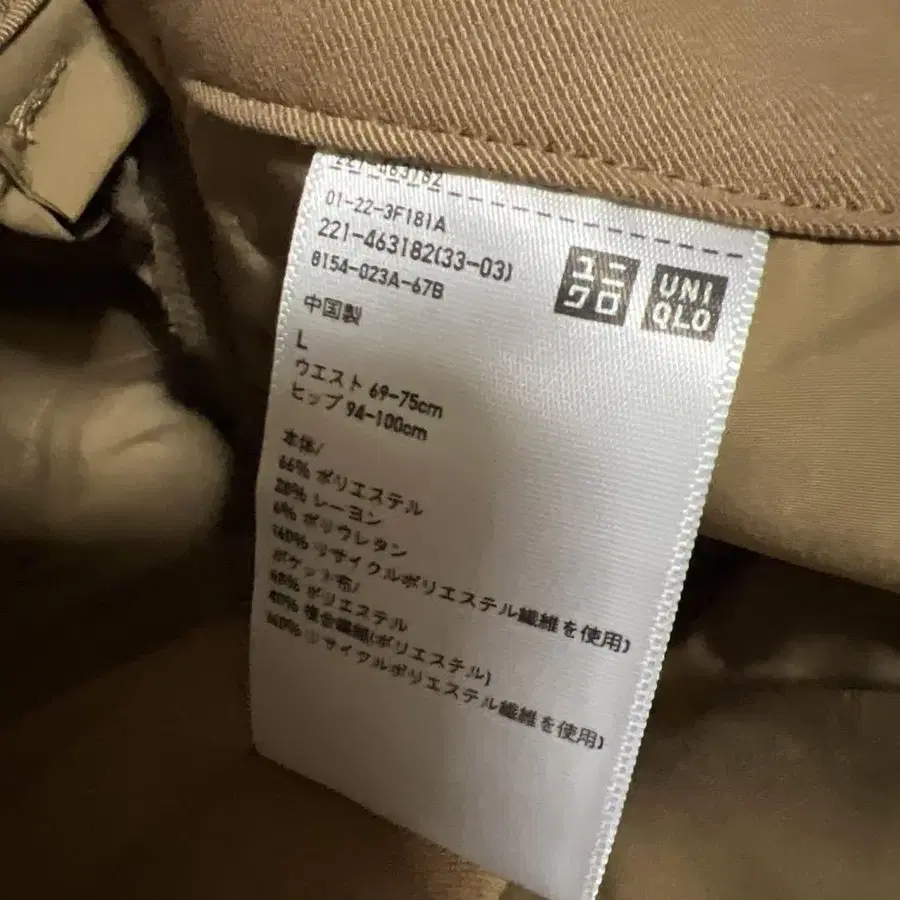 221-463182
01-22-3F181A
221-463182(33-03)
8154-023A-67B
ユニ
クロ
UNI
QLO
中国製
L
ウエスト 69-75cm
ヒップ 94-100cm
本体/
66% ポリエステル
28% レーヨン
6% ポリウレタン
リサイクルポリエステル繊維を使用)
ポケット布/
ポリエステル
40% 複合繊維(ポリエステル)
リサイクルポリエステル繊維を使用)